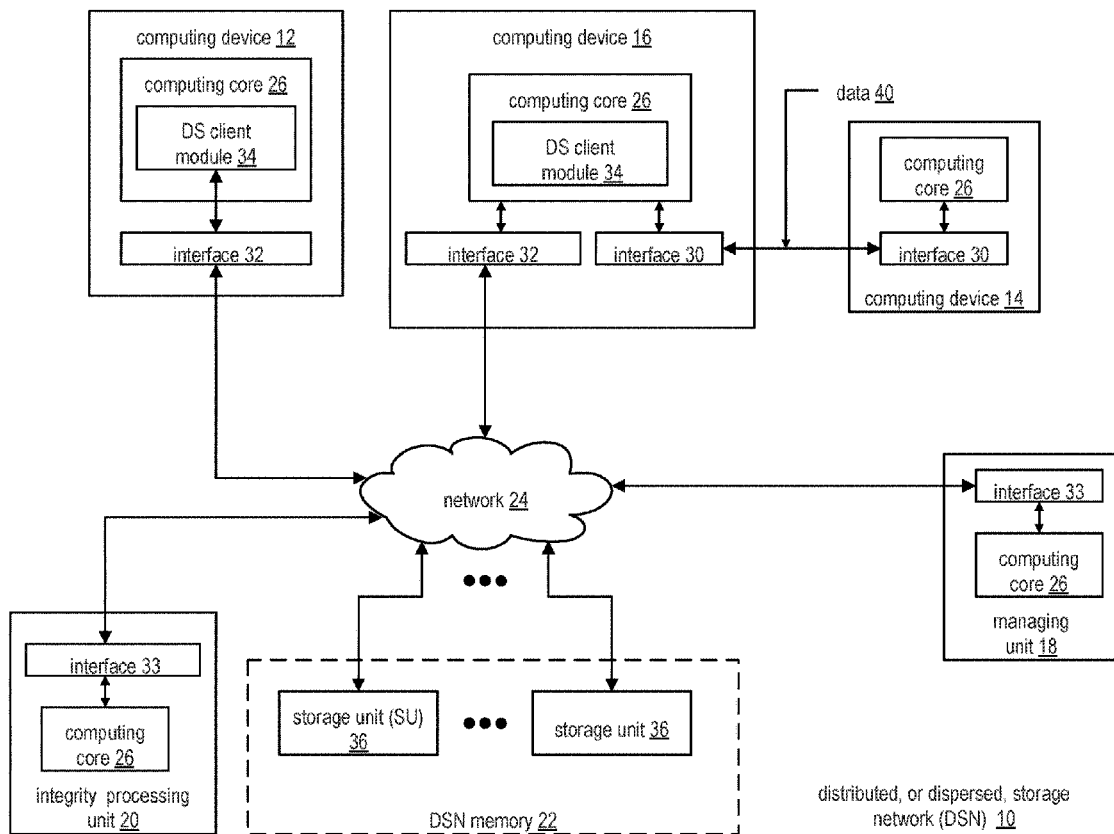 computing device 12
computing core 26
DS client
module 34
interface 32
computing device 16
computing core 26
DS client
module 34
interface 32
interface 30
data 40
computing
core 26
interface 30
computing device 14
network 24
interface 33
computing
core 26
managing
unit 18
interface 33
computing
core 26
integrity processing
unit 20
storage unit (SU)
36
storage unit 36
DSN memory 22
distributed, or dispersed, storage
network (DSN) 10